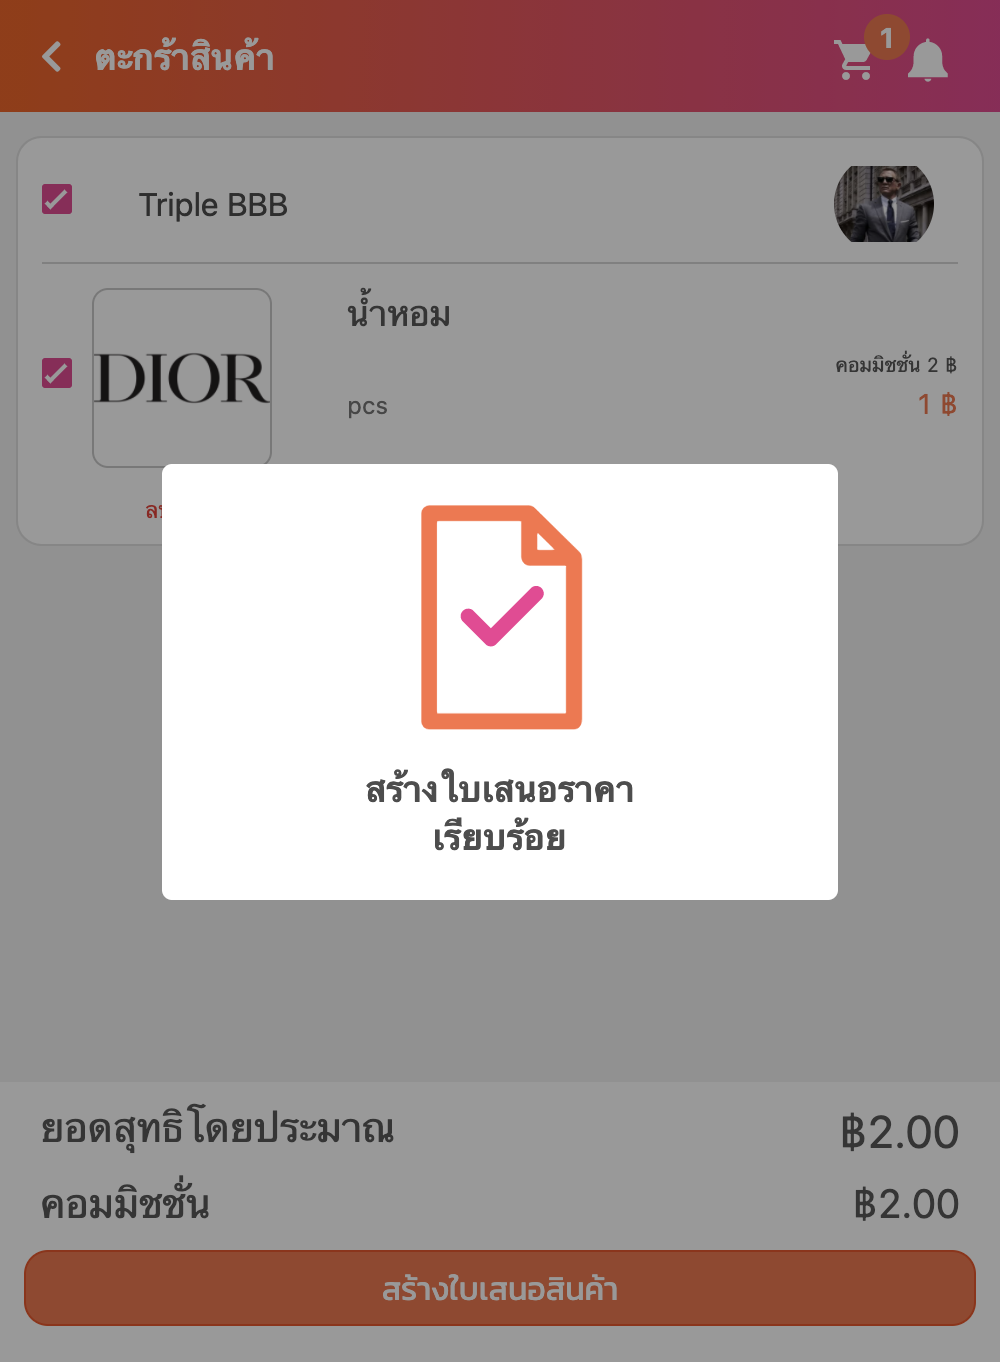 ตะกร้าสินค้า
1
Triple BBB
น้ำหอม
DIOR
คอมมิชชั่น 2 ฿
pcs
1 ฿
สร้างใบเสนอราคา
เรียบร้อย
ยอดสุทธิโดยประมาณ
฿2.00
คอมมิชชั่น
฿2.00
สร้างใบเสนอสินค้า